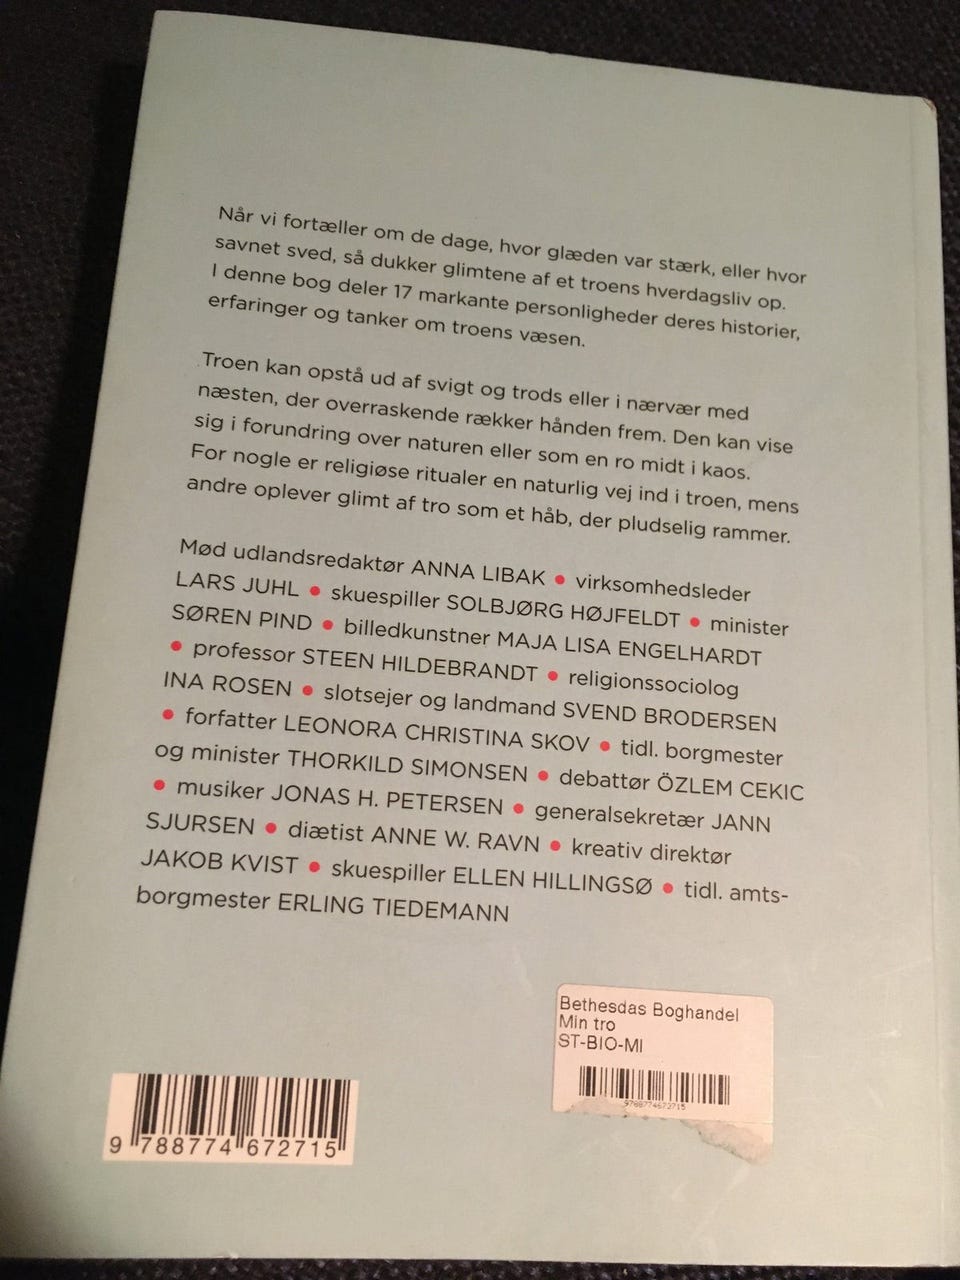 Når vi fortæller om de dage, hvor glæden var stærk, eller hvor
savnet sved, så dukker glimtene af et troens hverdagsliv op.
I denne bog deler 17 markante personligheder deres historier,
erfaringer og tanker om troens væsen.
Troen kan opstå ud af svigt og trods eller i nærvær med
næsten, der overraskende rækker hånden frem. Den kan vise
sig i forundring over naturen eller som en ro midt i kaos.
For nogle er religiøse ritualer en naturlig vej ind i troen, mens
andre oplever glimt af tro som et håb, der pludselig rammer.
Mød udlandsredaktør ANNA LIBAK • virksomhedsleder
LARS JUHL • skuespiller SOLBJØRG HØJFELDT • minister
SØREN PIND • billedkunstner MAJA LISA ENGELHARDT
• professor STEEN HILDEBRANDT • religionssociolog
INA ROSEN • slotsejer og landmand SVEND BRODERSEN
• forfatter LEONORA CHRISTINA SKOV • tidl. borgmester
og minister THORKILD SIMONSEN • debattør ÖZLEM CEKIC
• musiker JONAS H. PETERSEN • generalsekretær JANN
SJURSEN • diætist ANNE W. RAVN • kreativ direktør
JAKOB KVIST • skuespiller ELLEN HILLINGSØ • tidl. amts-
borgmester ERLING TIEDEMANN
Bethesdas Boghandel
Min tro
ST-BIO-MI
9788774672715
9 788774 672715